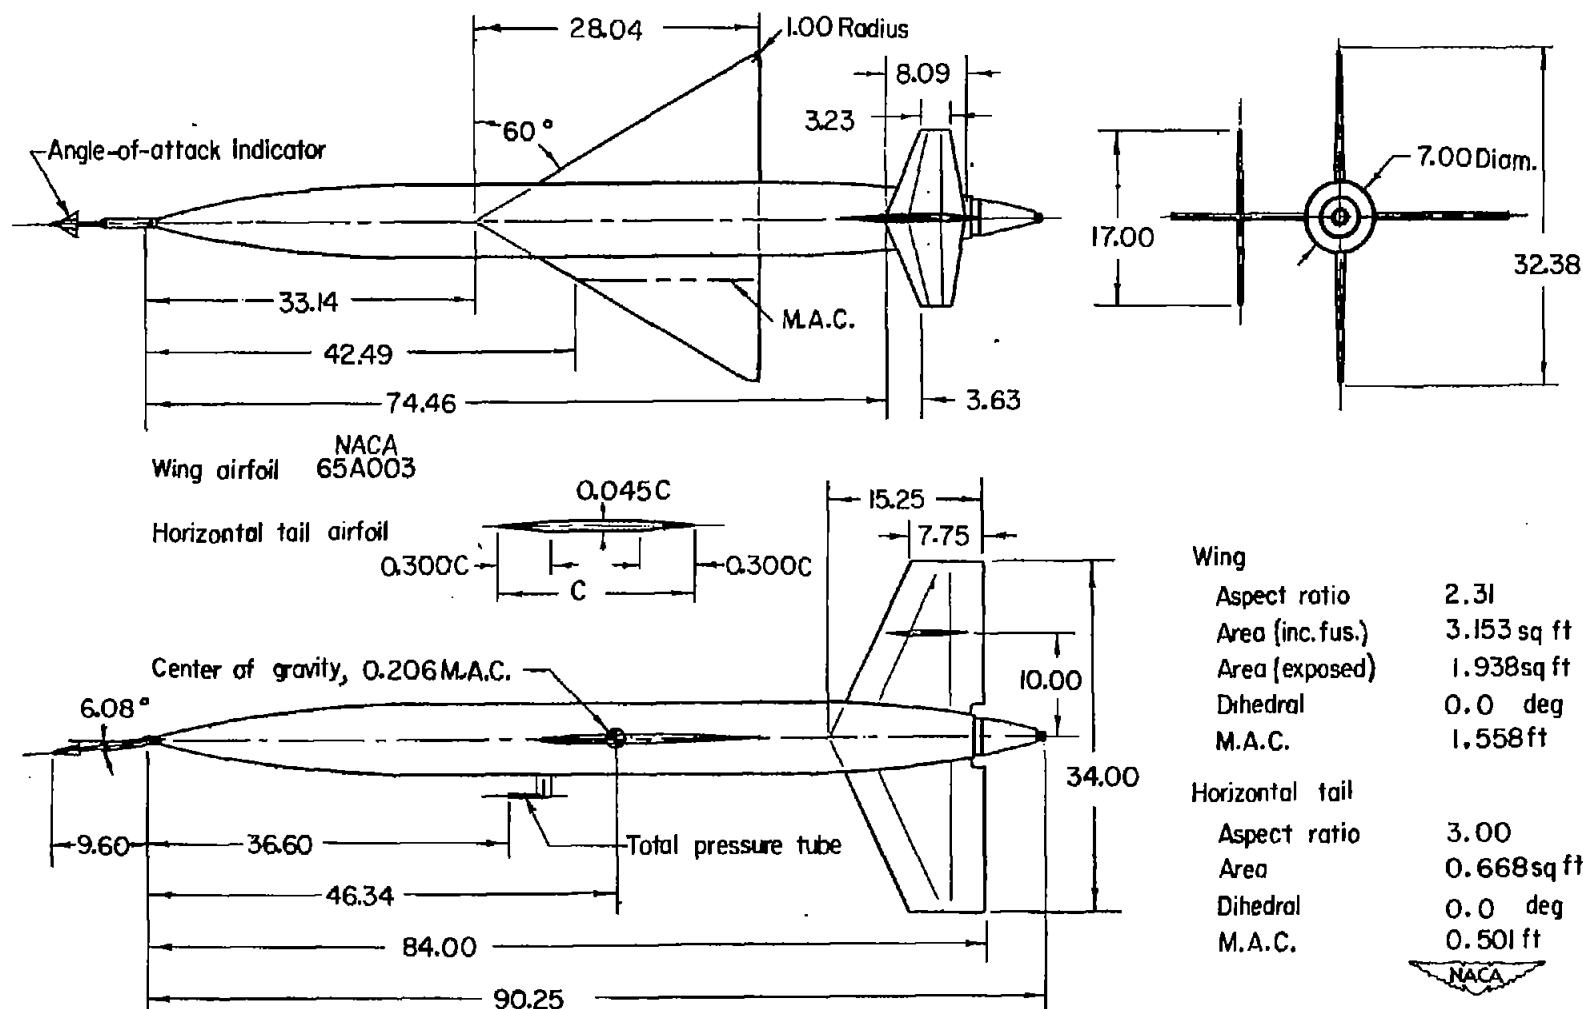 28.04
1.00 Radius
8.09
3.23
60°
Angle-of-attack indicator
7.00 Diam.
17.00
32.38
33.14
M.A.C.
42.49
74.46
3.63
NACA
Wing airfoil 65A003
0.045C
15.25
Horizontal tail airfoil
7.75
0.300C
0.300C
C
Wing
Aspect ratio 2.31
Area (inc. fus.) 3.153 sq ft
Area (exposed) 1.938 sq ft
Dihedral 0.0 deg
M.A.C. 1.558 ft
Center of gravity, 0.206 M.A.C.
10.00
6.08°
34.00
Horizontal tail
Aspect ratio 3.00
Area 0.668 sq ft
Dihedral 0.0 deg
M.A.C. 0.501 ft
9.60
36.60
Total pressure tube
46.34
84.00
90.25
NACA